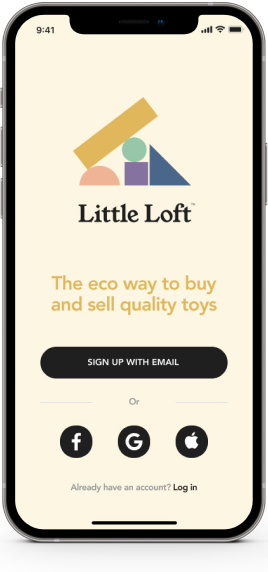 9:41
Little Loft™
The eco way to buy
and sell quality toys
SIGN UP WITH EMAIL
Or
f G
Already have an account? Log in